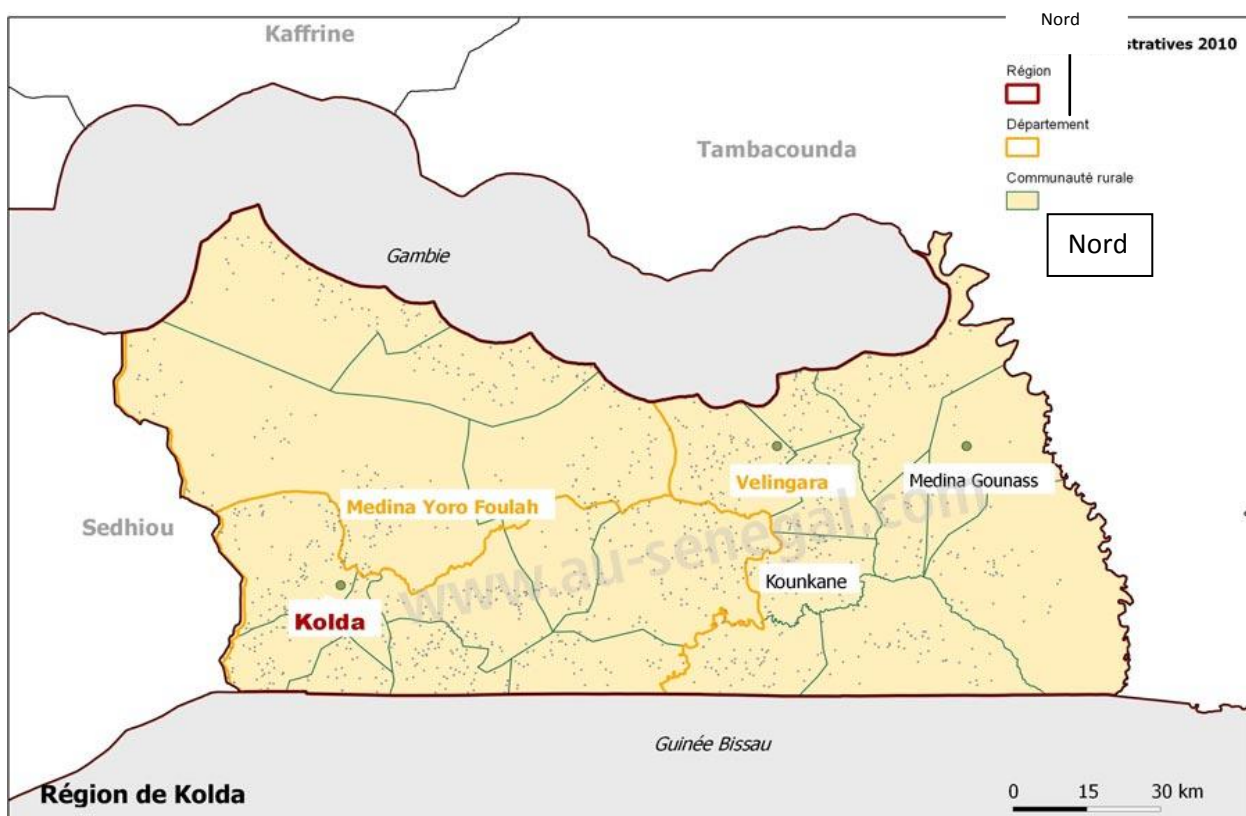 Nord
Kaffrine
stratives 2010
Région
Département
Tambacounda
Communauté rurale
Nord
Gambie
Velingara
Medina Gounass
Medina Yoro Foulah
Sedhiou
www.au-senegal.com
Kounkane
Kolda
Guinée Bissau
Région de Kolda
0 15 30 km